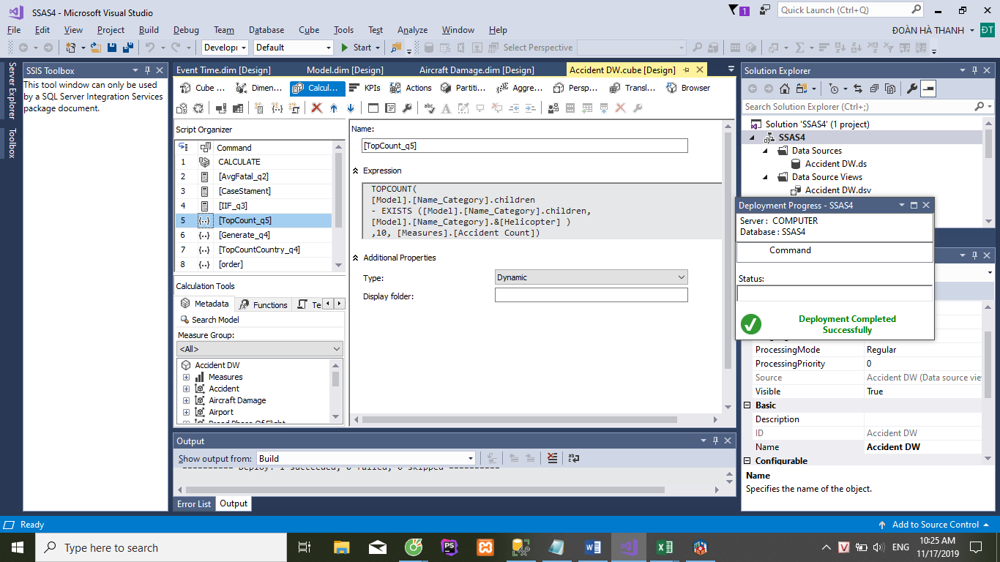 SSAS4 - Microsoft Visual Studio
1
Quick Launch (Ctrl+Q)
File Edit View Project Build Debug Team Database Cube Tools Test Analyze Window Help
ĐOÀN HÀ THANH ĐT
Developı Default Start Select Perspective
Server Explorer
Toolbox
SSIS Toolbox
This tool window can only be used
by a SQL Server Integration Services
package document.
Event Time.dim [Design] Model.dim [Design] Aircraft Damage.dim [Design] Accident DW.cube [Design]
Cube ... Dimen... Calcul... KPIs Actions Partiti... Aggre... Persp... Transl... Browser
Script Organizer
Command
1 CALCULATE
2 [AvgFatal_q2]
3 [CaseStament]
4 [IIF_q3]
5 [TopCount_q5]
6 [Generate_q4]
7 [TopCountCountry_q4]
8 [order]
Calculation Tools
Metadata Functions Te
Search Model
Measure Group:
<All>
Accident DW
Measures
Accident
Aircraft Damage
Airport
Broad Phase Of Flight
Name:
[TopCount_q5]
Expression
TOPCOUNT(
[Model].[Name_Category].children
- EXISTS ([Model].[Name_Category].children,
[Model].[Name_Category].&[Helicopter] )
,10, [Measures].[Accident Count])
Additional Properties
Type: Dynamic
Display folder:
Output
Show output from: Build
========== Deploy: 1 succeeded, 0 failed, 0 skipped ==========
Error List Output
Solution Explorer
Search Solution Explorer (Ctrl+;)
Solution 'SSAS4' (1 project)
SSAS4
Data Sources
Accident DW.ds
Data Source Views
Accident DW.dsv
Deployment Progress - SSAS4
Server : COMPUTER
Database : SSAS4
Command
Status:
Deployment Completed
Successfully
ProcessingMode Regular
ProcessingPriority 0
Source Accident DW (Data source vie
Visible True
Basic
Description
ID Accident DW
Name Accident DW
Configurable
Name
Specifies the name of the object.
Ready
Add to Source Control
Type here to search
ENG
10:25 AM
11/17/2019